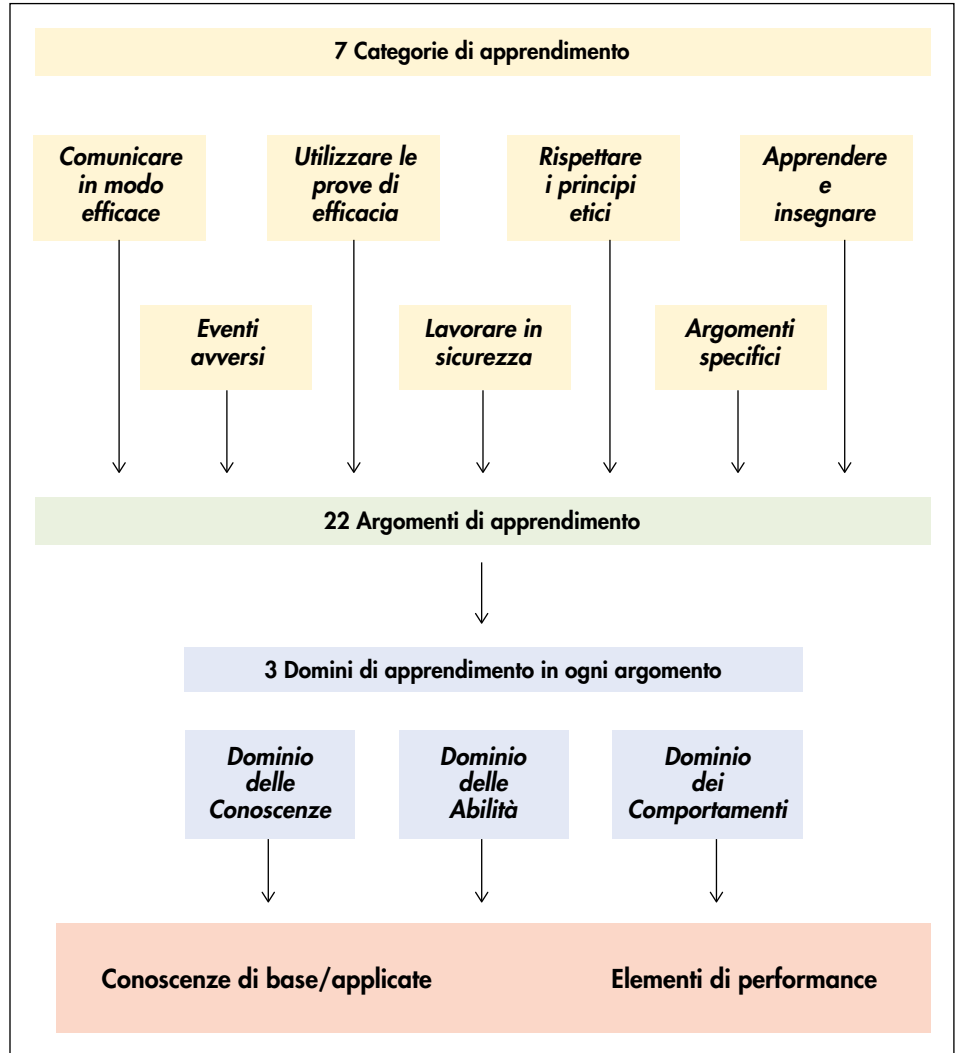 7 Categorie di apprendimento
Comunicare
in modo
efficace
Utilizzare le
prove di
efficacia
Rispettare
i principi
etici
Apprendere
e
insegnare
Eventi
avversi
Lavorare in
sicurezza
Argomenti
specifici
22 Argomenti di apprendimento
3 Domini di apprendimento in ogni argomento
Dominio
delle
Conoscenze
Dominio
delle
Abilità
Dominio
dei
Comportamenti
Conoscenze di base/applicate
Elementi di performance